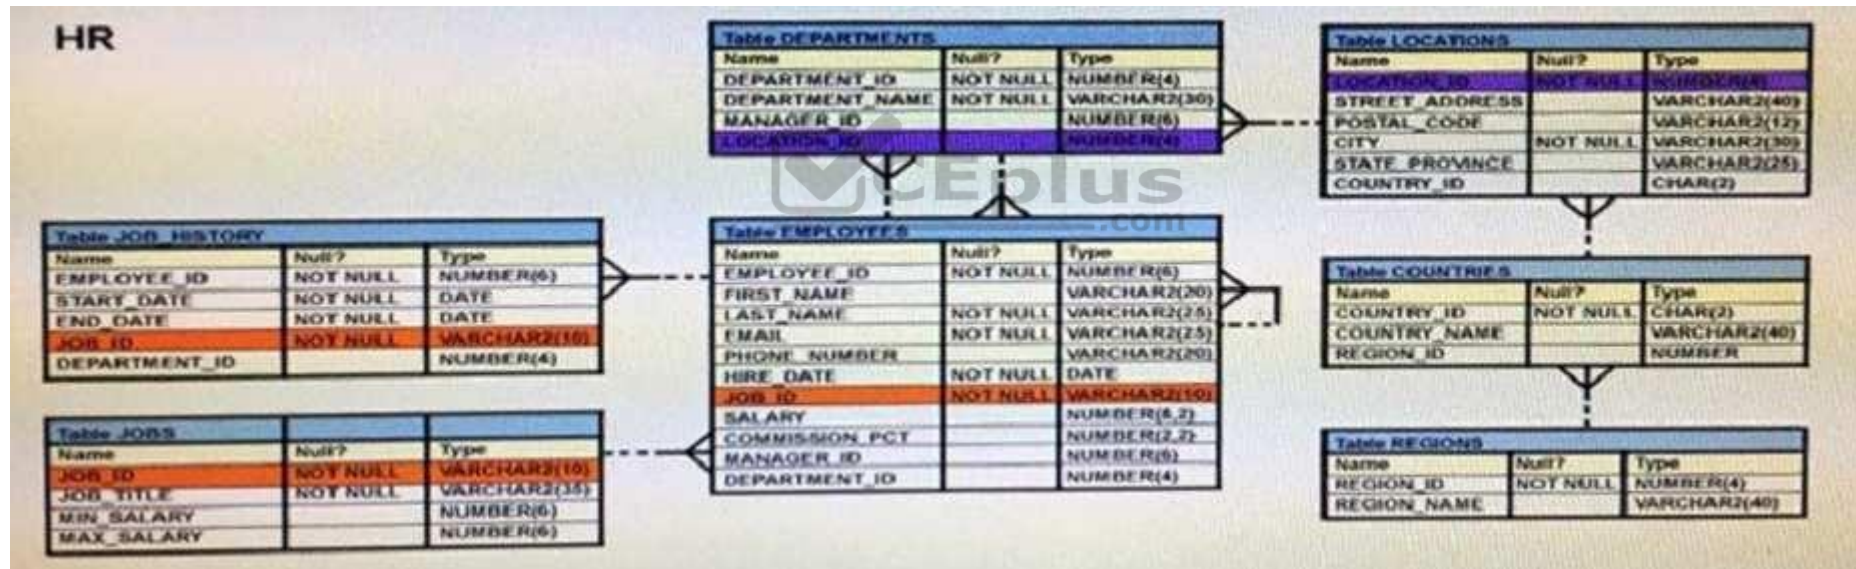 HR
Table DEPARTMENTS
Name Null? Type
DEPARTMENT_ID NOT NULL NUMBER(4)
DEPARTMENT_NAME NOT NULL VARCHAR2(30)
MANAGER_ID NUMBER(6)
LOCATION_ID NUMBER(4)
Table LOCATIONS
Name Null? Type
LOCATION_ID NOT NULL NUMBER(4)
STREET_ADDRESS VARCHAR2(40)
POSTAL_CODE VARCHAR2(12)
CITY NOT NULL VARCHAR2(30)
STATE_PROVINCE VARCHAR2(25)
COUNTRY_ID CHAR(2)
CEplus
.com
Table JOB_HISTORY
Name Null? Type
EMPLOYEE_ID NOT NULL NUMBER(6)
START_DATE NOT NULL DATE
END_DATE NOT NULL DATE
JOB_ID NOT NULL VARCHAR2(10)
DEPARTMENT_ID NUMBER(4)
Table EMPLOYEES
Name Null? Type
EMPLOYEE_ID NOT NULL NUMBER(6)
FIRST_NAME VARCHAR2(20)
LAST_NAME NOT NULL VARCHAR2(25)
EMAIL NOT NULL VARCHAR2(25)
PHONE_NUMBER VARCHAR2(20)
HIRE_DATE NOT NULL DATE
JOB_ID NOT NULL VARCHAR2(10)
SALARY NUMBER(8,2)
COMMISSION_PCT NUMBER(2,2)
MANAGER_ID NUMBER(6)
DEPARTMENT_ID NUMBER(4)
Table COUNTRIES
Name Null? Type
COUNTRY_ID NOT NULL CHAR(2)
COUNTRY_NAME VARCHAR2(40)
REGION_ID NUMBER
Table JOBS
Name Null? Type
JOB_ID NOT NULL VARCHAR2(10)
JOB_TITLE NOT NULL VARCHAR2(35)
MIN_SALARY NUMBER(6)
MAX_SALARY NUMBER(6)
Table REGIONS
Name Null? Type
REGION_ID NOT NULL NUMBER(4)
REGION_NAME VARCHAR2(40)